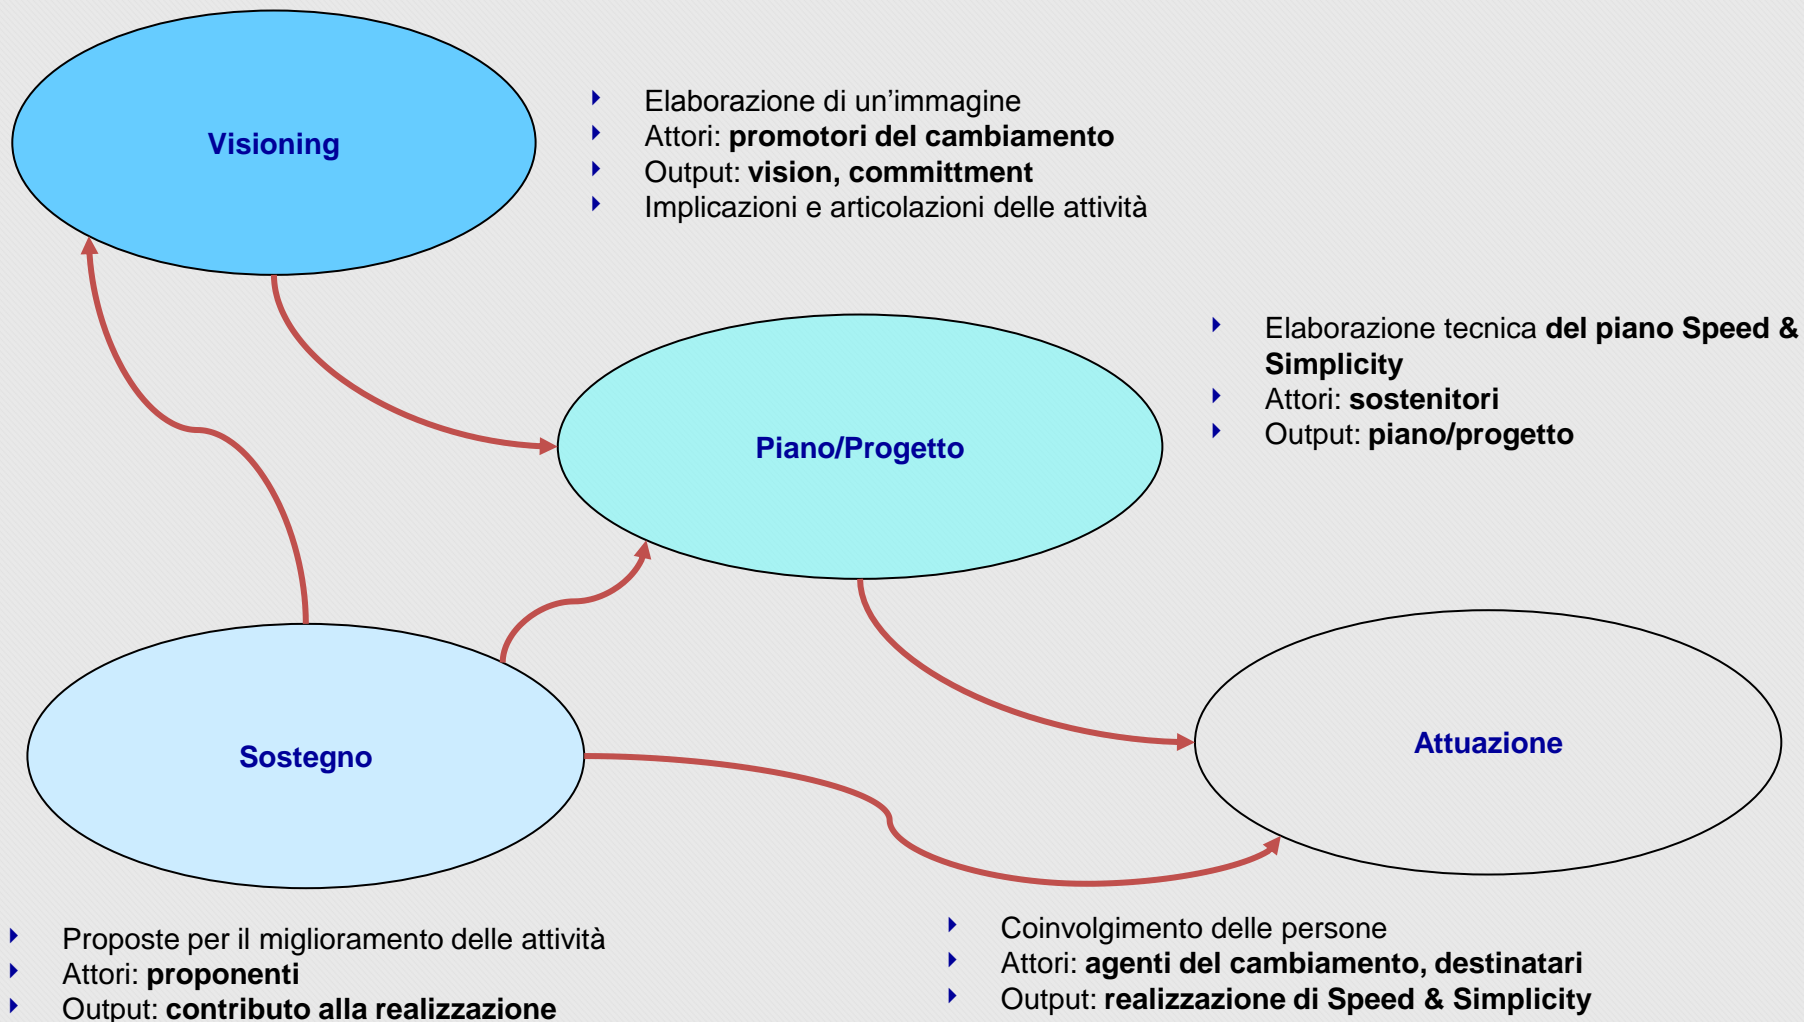 Visioning
Elaborazione di un’immagine
Attori: promotori del cambiamento
Output: vision, committment
Implicazioni e articolazioni delle attività
Piano/Progetto
Elaborazione tecnica del piano Speed &
Simplicity
Attori: sostenitori
Output: piano/progetto
Sostegno
Proposte per il miglioramento delle attività
Attori: proponenti
Output: contributo alla realizzazione
Attuazione
Coinvolgimento delle persone
Attori: agenti del cambiamento, destinatari
Output: realizzazione di Speed & Simplicity